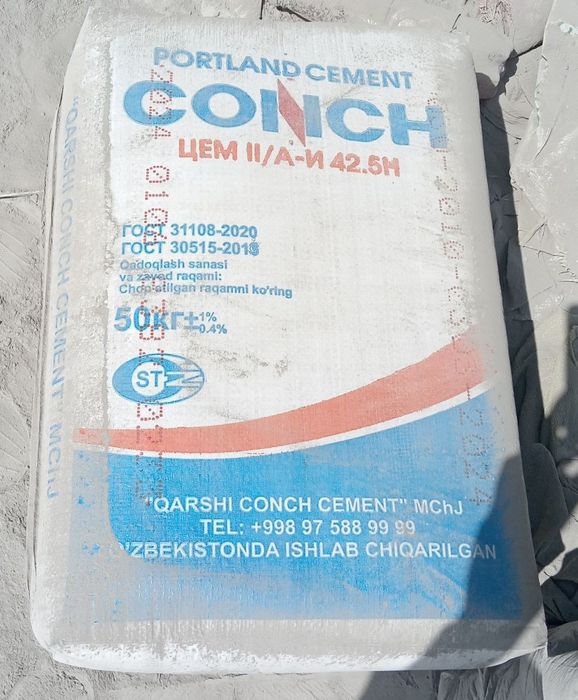 PORTLAND CEMENT
CONCH
ЦЕМ II/А-И 42.5Н
ГОСТ 31108-2020
ГОСТ 30515-2013
Qadoqlash sanasi
va zavod raqami:
Chop etilgan raqamni ko'ring
50кг±1%
0.4%
ST
"QARSHI CONCH CEMENT" MChJ
TEL: +998 97 588 99 99
O'ZBEKISTONDA ISHLAB CHIQARILGAN
"QARSHI CONCH CEMENT" MChJ